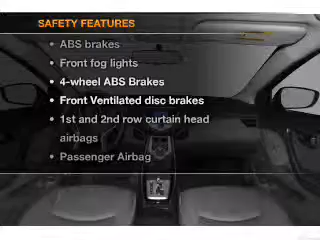 SAFETY FEATURES
• ABS brakes
• Front fog lights
• 4-wheel ABS Brakes
• Front Ventilated disc brakes
• 1st and 2nd row curtain head
airbags
• Passenger Airbag